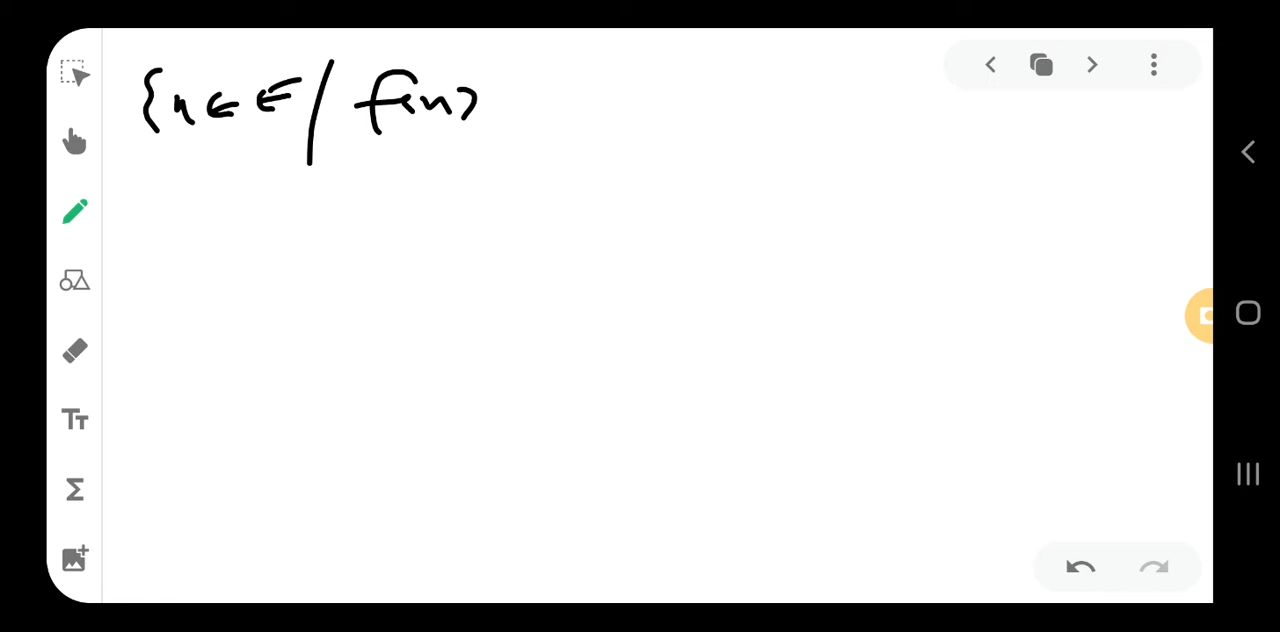 {x ∈ E / f(x)